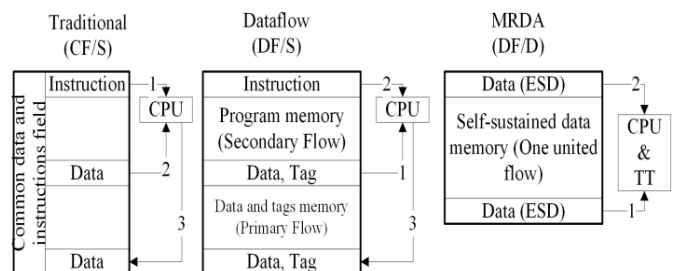 Traditional
(CF/S)
Dataflow
(DF/S)
MRDA
(DF/D)
Common data and
instructions field
Instruction
1
CPU
Data
2
3
Data
Instruction
2
Program memory
(Secondary Flow)
CPU
Data, Tag
1
Data and tags memory
(Primary Flow)
3
Data, Tag
Data (ESD)
2
Self-sustained data
memory (One united
flow)
CPU
&
TT
Data (ESD)
1